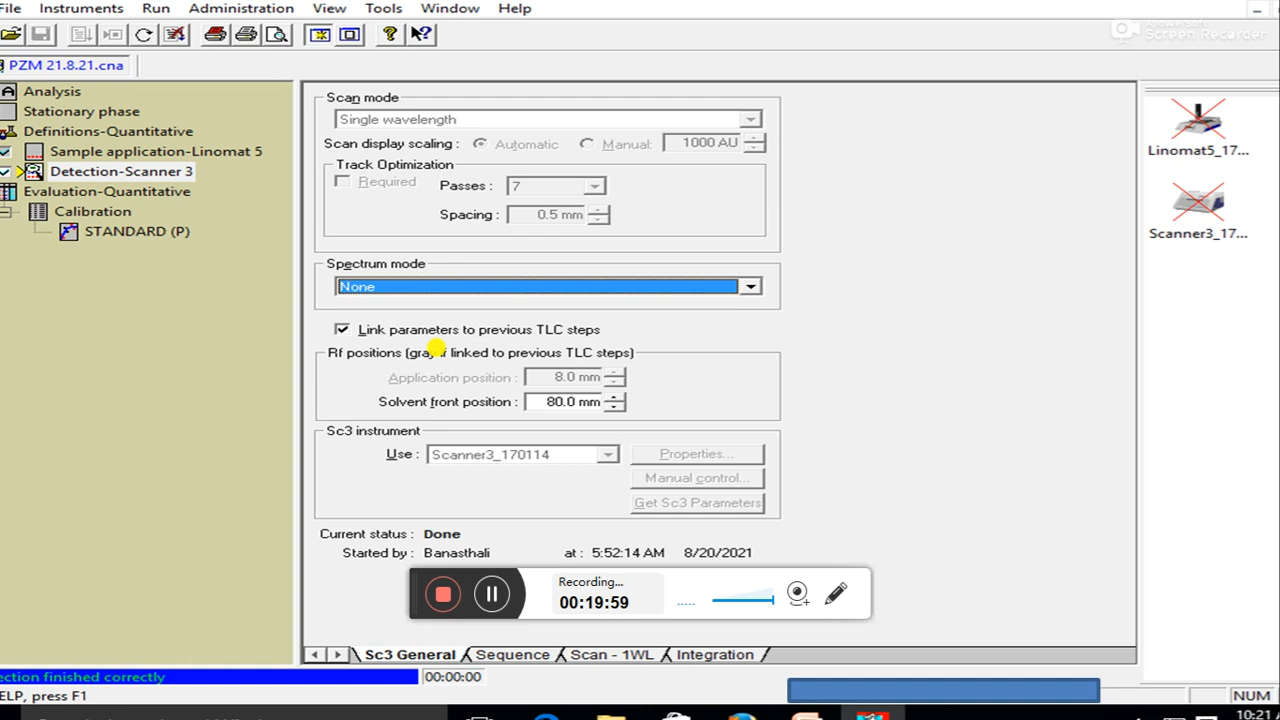 File Instruments Run Administration View Tools Window Help
Screen Recorder
PZM 21.8.21.cna
Analysis
Stationary phase
Definitions-Quantitative
Sample application-Linomat 5
Detection-Scanner 3
Evaluation-Quantitative
Calibration
STANDARD (P)
Scan mode
Single wavelength
Scan display scaling: Automatic Manual: 1000 AU
Track Optimization
Required Passes : 7
Spacing : 0.5 mm
Spectrum mode
None
Link parameters to previous TLC steps
Rf positions (gray if linked to previous TLC steps)
Application position : 8.0 mm
Solvent front position : 80.0 mm
Sc3 instrument
Use : Scanner3_170114 Properties...
Manual control...
Get Sc3 Parameters
Current status : Done
Started by : Banasthali at : 5:52:14 AM 8/20/2021
Recording...
00:19:59
Sc3 General Sequence Scan - 1WL Integration
Linomat5_17...
Scanner3_17...
ection finished correctly 00:00:00
ELP, press F1 NUM
10:21